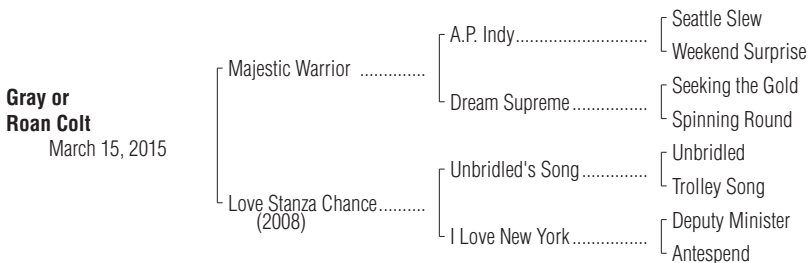 Seattle Slew
A.P. Indy............................
Weekend Surprise
Majestic Warrior ..............
Seeking the Gold
Dream Supreme................
Spinning Round
Gray or
Roan Colt
March 15, 2015
Unbridled
Unbridled's Song..............
Trolley Song
Love Stanza Chance..........
(2008)
Deputy Minister
I Love New York................
Antespend